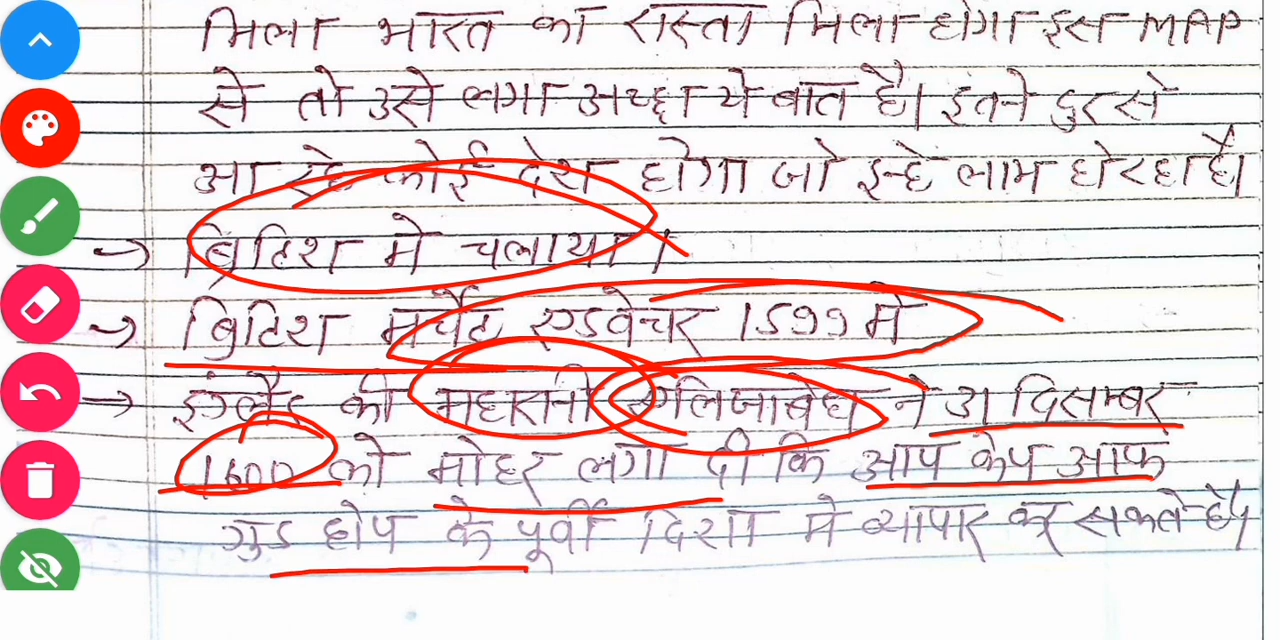 मिला भारत का रास्ता मिला होगा इस MAP
से तो उसे लगा अच्छा ये बात है। इतने दुर से
आ रहे कोई देश होगा जो इन्हे लाभ हो रहा है।
→ ब्रिटिश मे चलाया।
→ ब्रिटिश मर्चेंट एडवेंचर 1599 मे
→ इंग्लैंड की महारानी एलिजाबेथ ने 31 दिसम्बर
1600 को मोहर लगा दी कि आप केप आफ
गुड होप के पूर्वी दिशा मे व्यापार कर सकते है।